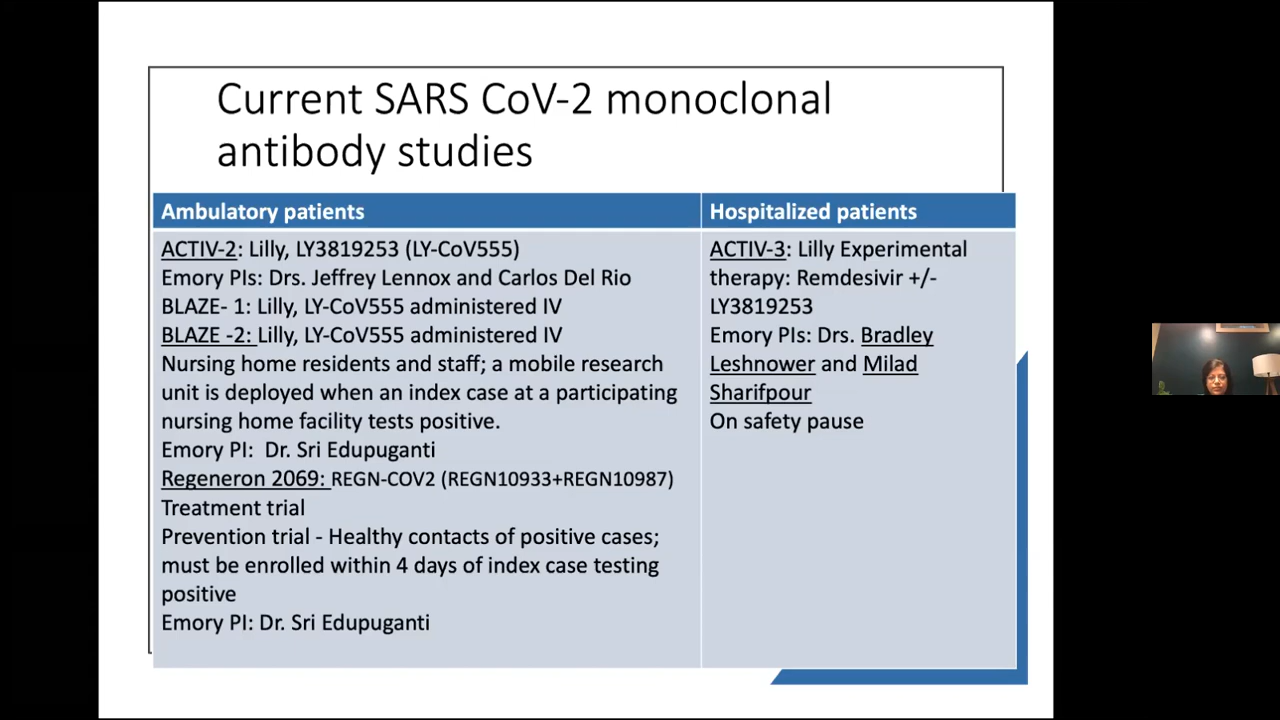 Current SARS CoV-2 monoclonal
antibody studies
Ambulatory patients
ACTIV-2: Lilly, LY3819253 (LY-CoV555)
Emory PIs: Drs. Jeffrey Lennox and Carlos Del Rio
BLAZE- 1: Lilly, LY-CoV555 administered IV
BLAZE -2: Lilly, LY-CoV555 administered IV
Nursing home residents and staff; a mobile research
unit is deployed when an index case at a participating
nursing home facility tests positive.
Emory PI:  Dr. Sri Edupuganti
Regeneron 2069: REGN-COV2 (REGN10933+REGN10987)
Treatment trial
Prevention trial - Healthy contacts of positive cases;
must be enrolled within 4 days of index case testing
positive
Emory PI: Dr. Sri Edupuganti
Hospitalized patients
ACTIV-3: Lilly Experimental
therapy: Remdesivir +/-
LY3819253
Emory PIs: Drs. Bradley
Leshnower and Milad
Sharifpour
On safety pause